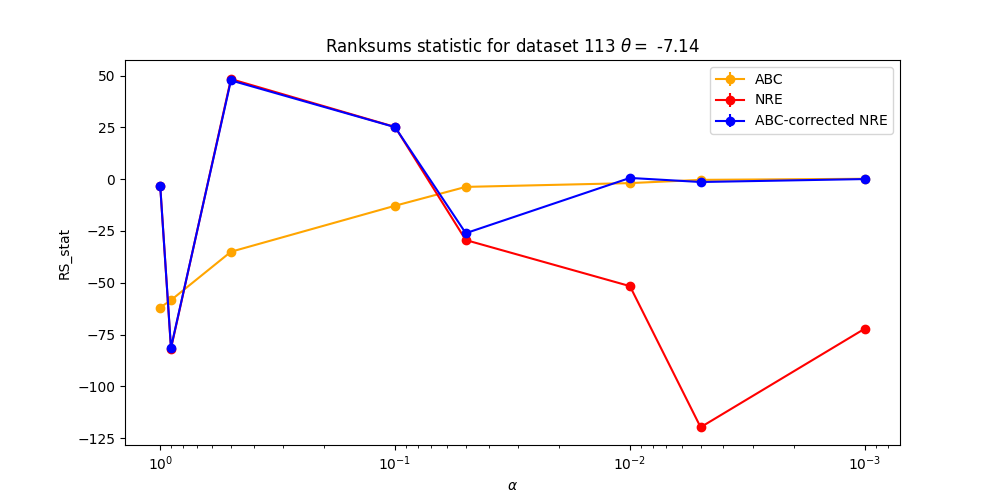 Ranksums statistic for dataset 113 θ = -7.14
50
25
0
−25
−50
−75
−100
−125
RS_stat
ABC
NRE
ABC-corrected NRE
10⁰
10⁻¹
10⁻²
10⁻³
α